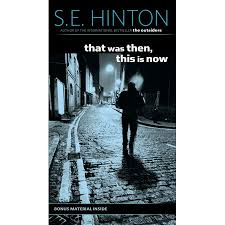 S.E. HINTON
AUTHOR OF THE INTERNATIONAL BESTSELLER the outsiders
that was then,
this is now
BONUS MATERIAL INSIDE